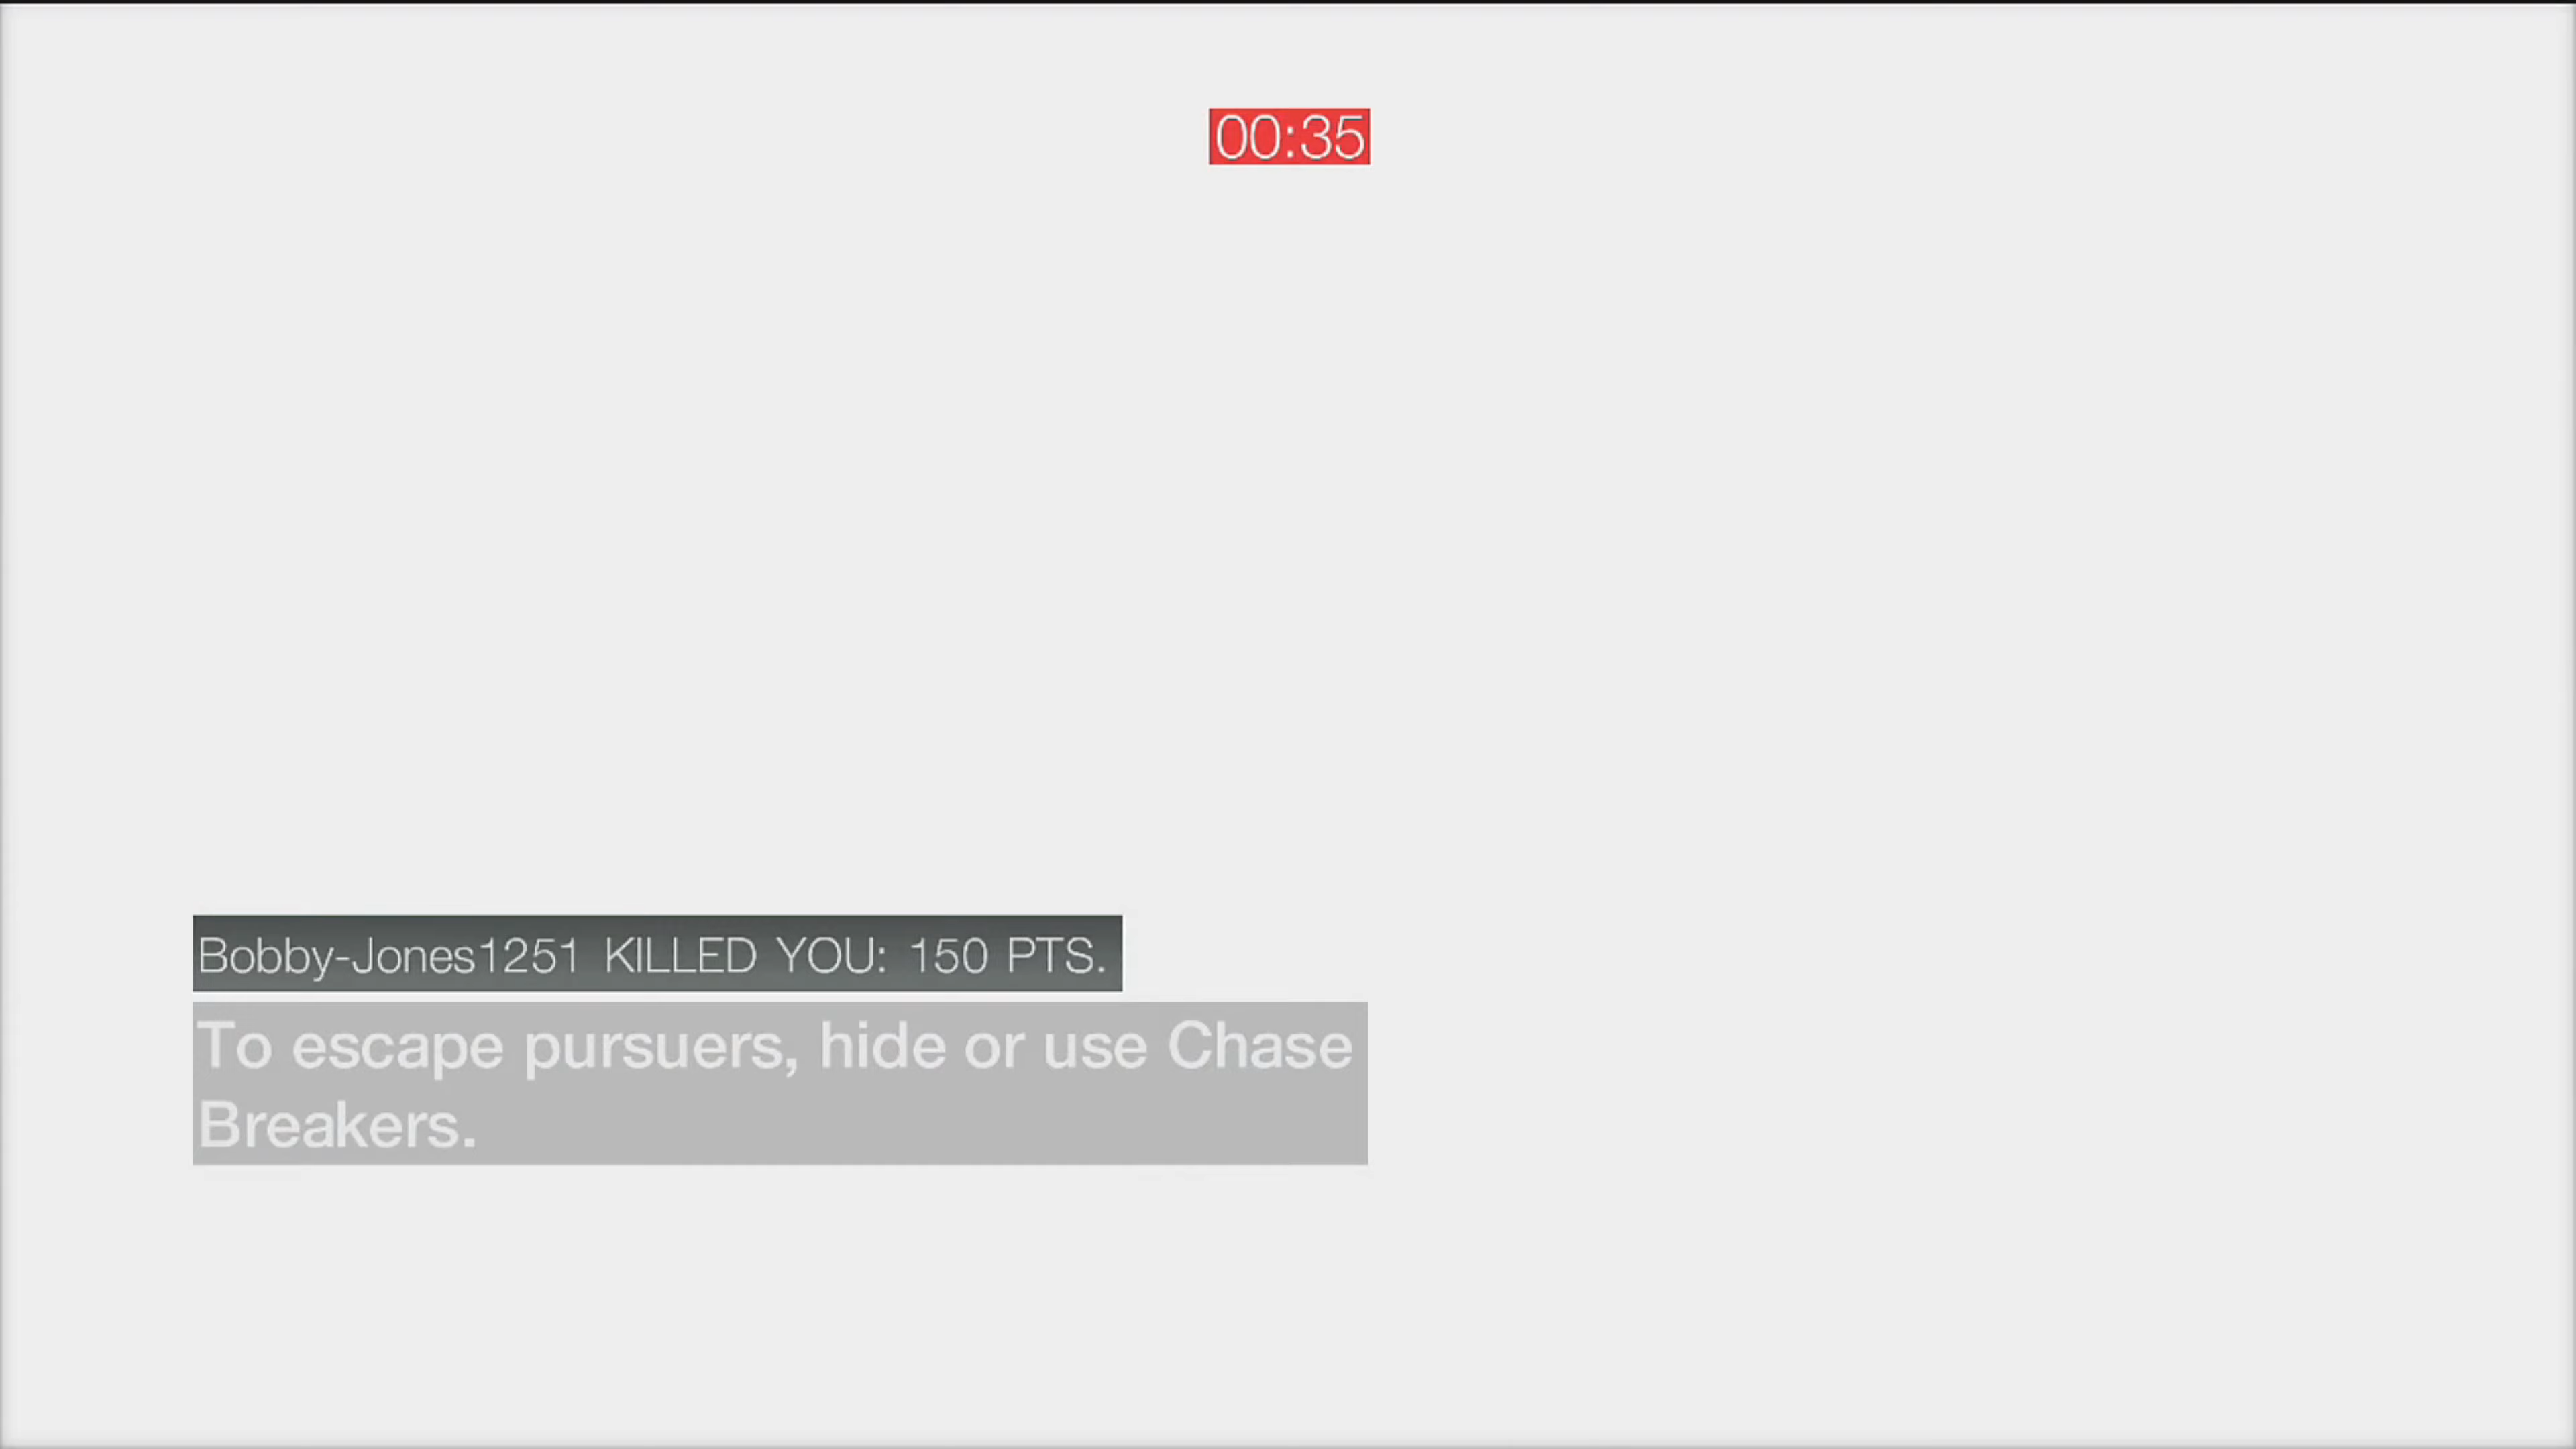 00:35
Bobby-Jones1251 KILLED YOU: 150 PTS.
To escape pursuers, hide or use Chase
Breakers.